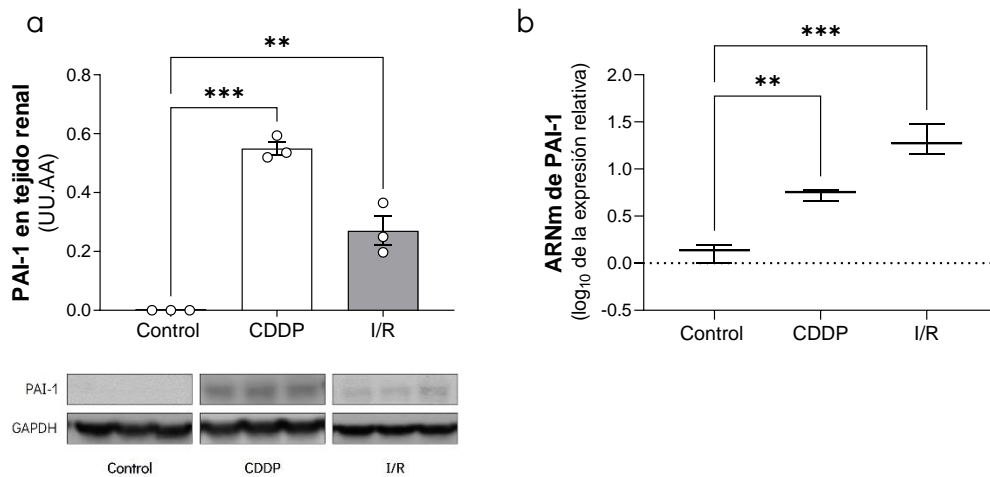 a
**
***
PAI-1 en tejido renal
(UU.AA)
0.8
0.6
0.4
0.2
0.0
Control CDDP I/R
PAI-1
GAPDH
Control CDDP I/R
b
***
**
ARNm de PAI-1
(log10 de la expresión relativa)
2.0
1.5
1.0
0.5
0.0
-0.5
Control CDDP I/R